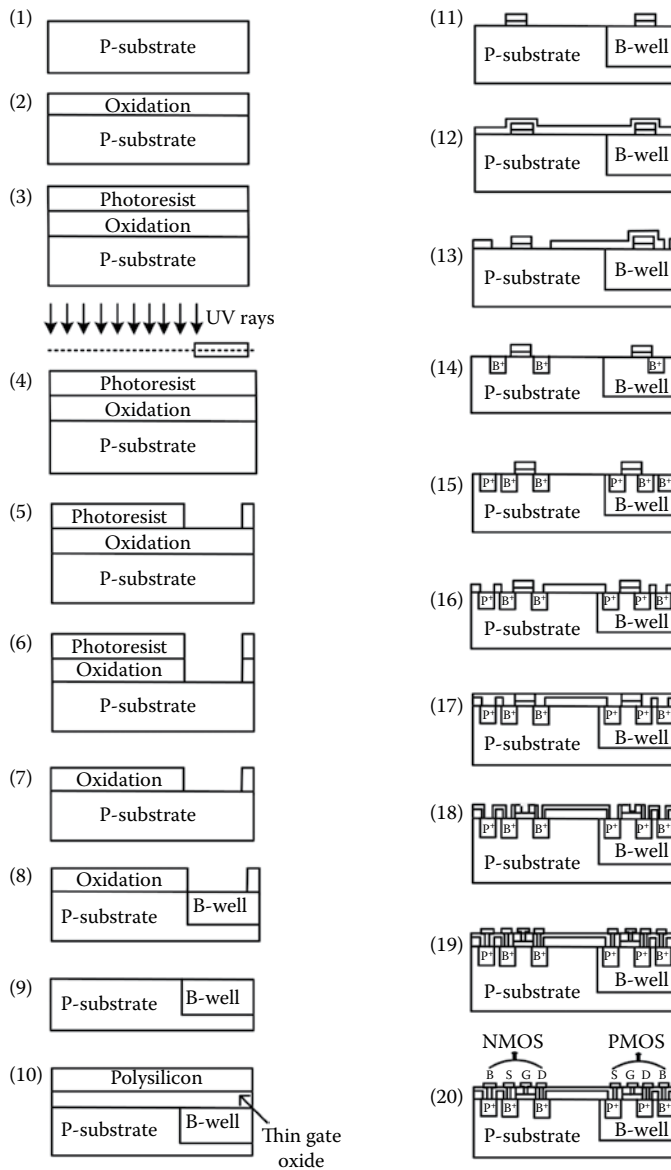 (1)
P-substrate
(2)
Oxidation
P-substrate
(3)
Photoresist
Oxidation
P-substrate
UV rays
(4)
Photoresist
Oxidation
P-substrate
(5)
Photoresist
Oxidation
P-substrate
(6)
Photoresist
Oxidation
P-substrate
(7)
Oxidation
P-substrate
(8)
Oxidation
P-substrate B-well
(9)
P-substrate B-well
(10)
Polysilicon
P-substrate B-well
Thin gate
oxide
(11)
P-substrate B-well
(12)
P-substrate B-well
(13)
P-substrate B-well
(14)
B+ B+ B+
P-substrate B-well
(15)
P+ B+ B+ P+ B+ B+
P-substrate B-well
(16)
P+ B+ B+ P+ P+ B+
P-substrate B-well
(17)
P+ B+ B+ P+ P+ B+
P-substrate B-well
(18)
P+ B+ B+ P+ P+ B+
P-substrate B-well
(19)
P+ B+ B+ P+ P+ B+
P-substrate B-well
NMOS PMOS
B S G D S G D B
(20)
P+ B+ B+ P+ P+ B+
P-substrate B-well